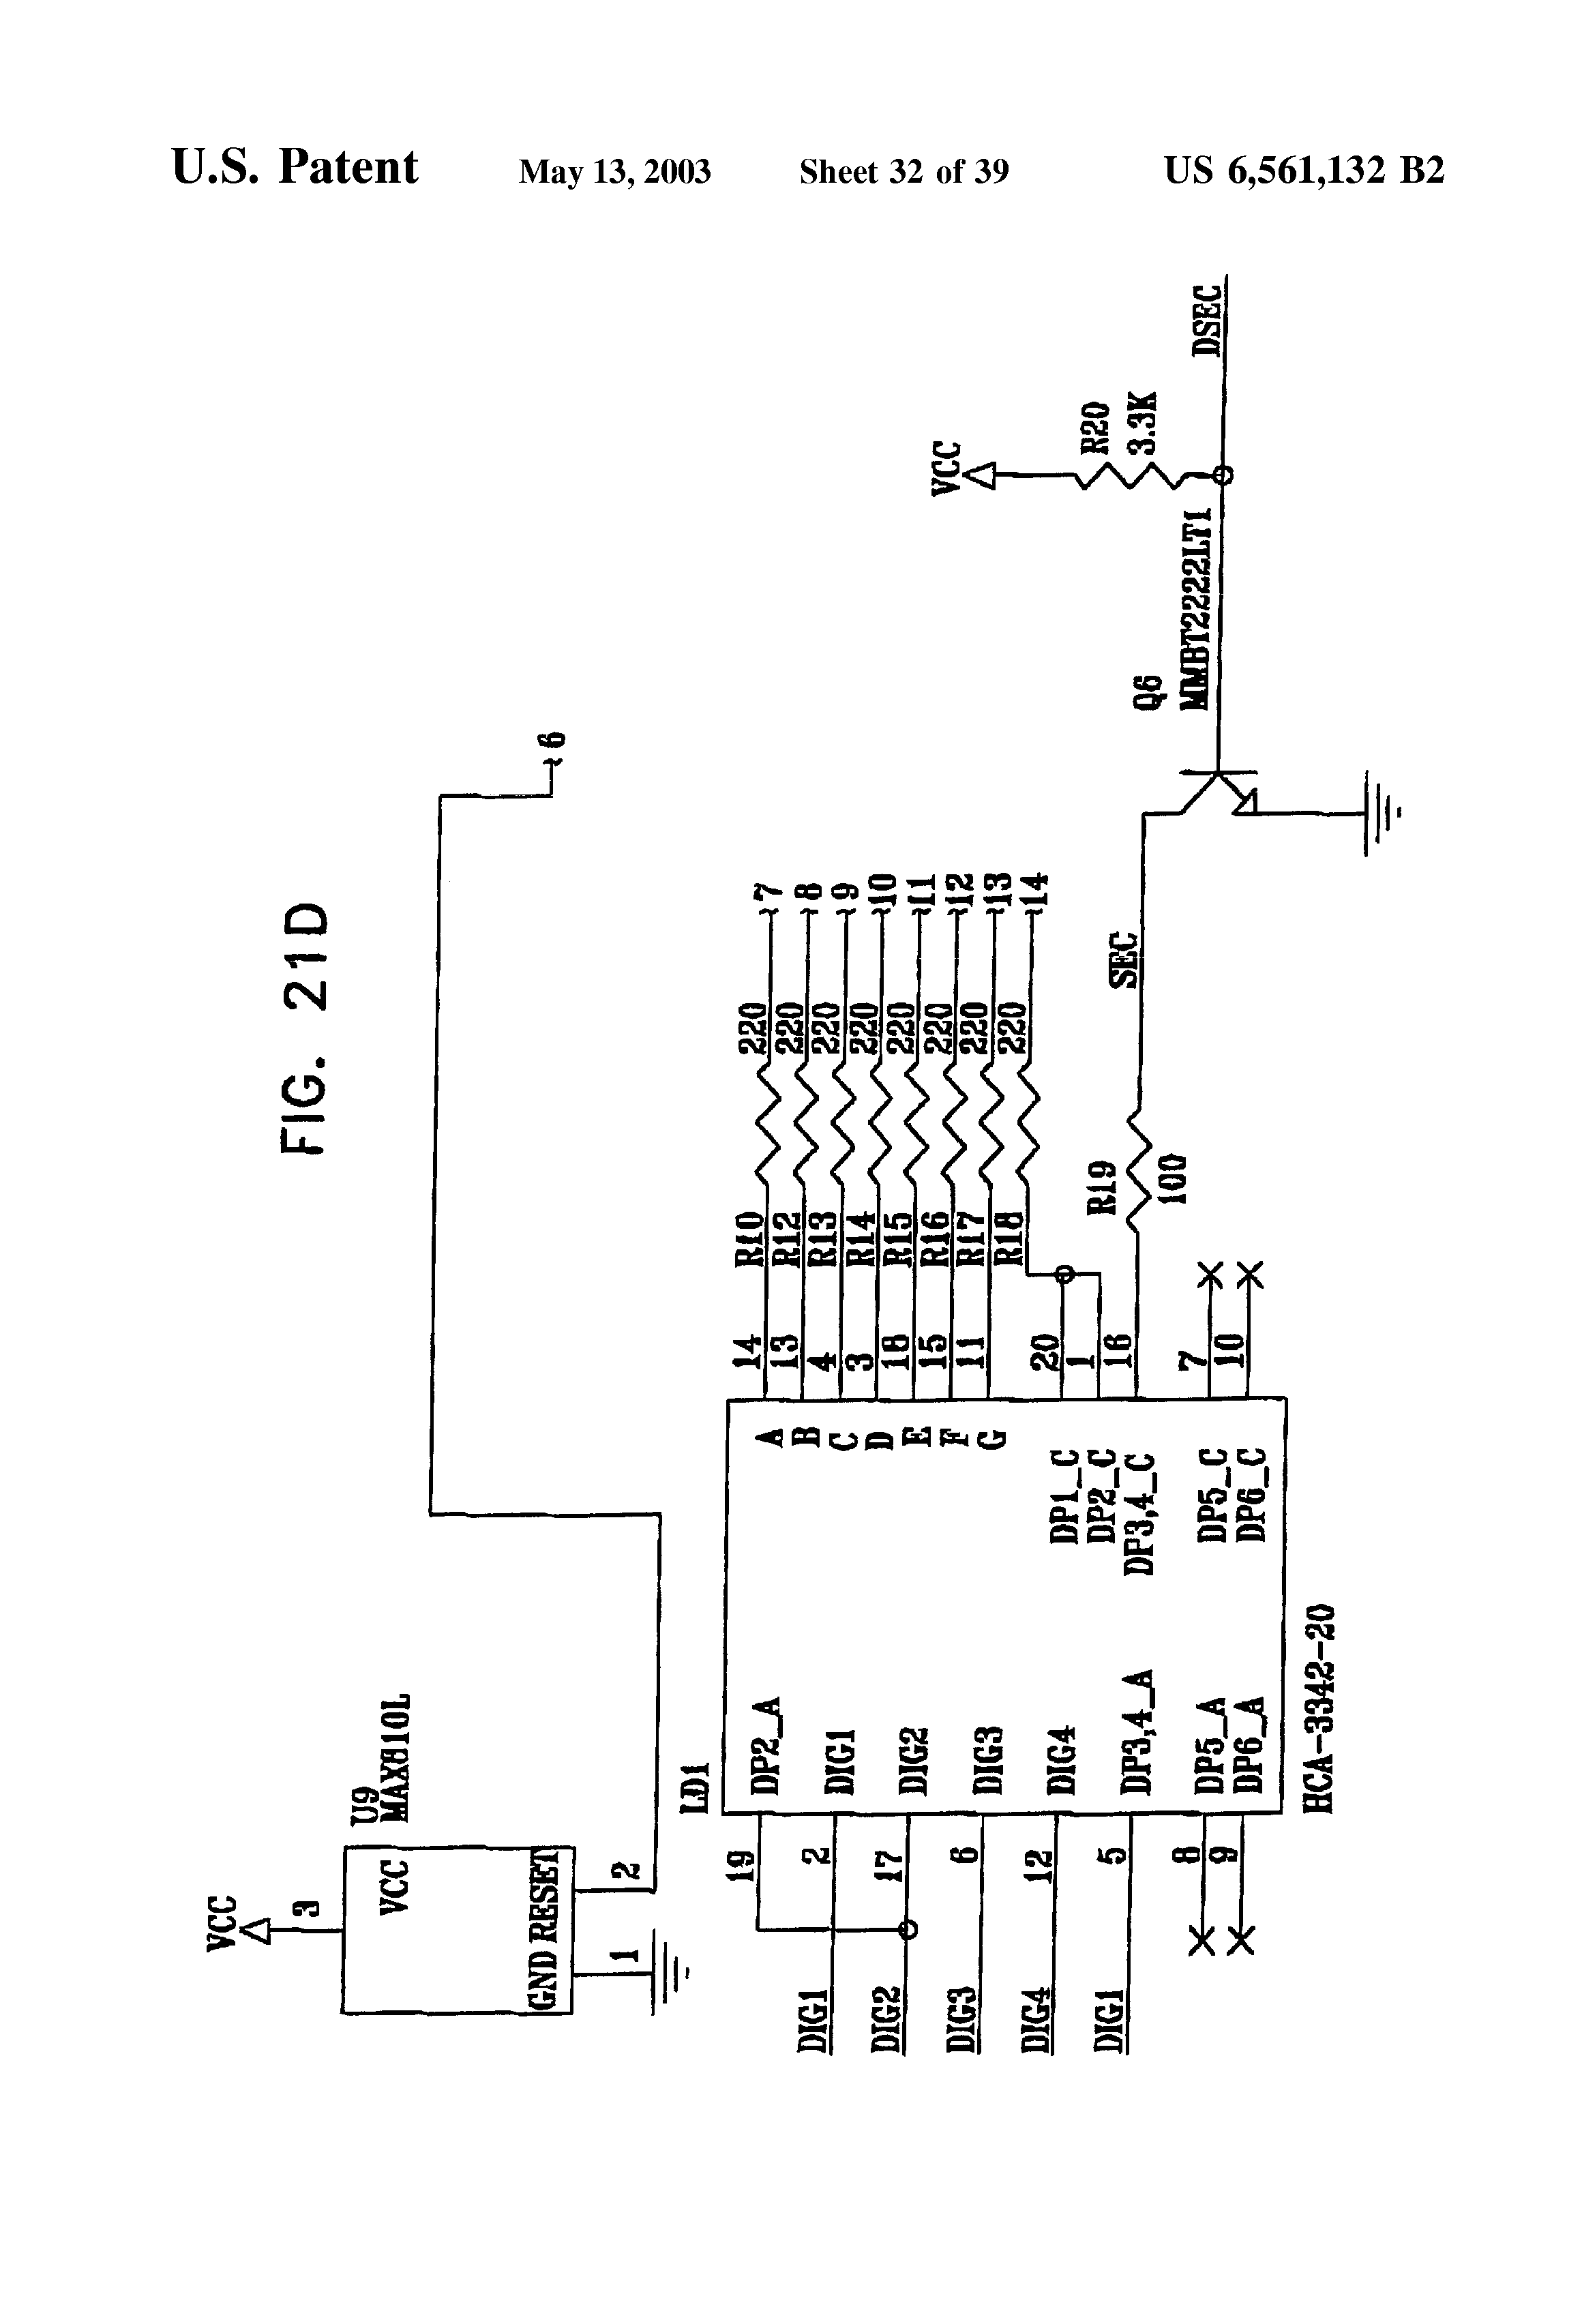 U.S. Patent May 13, 2003 Sheet 32 of 39 US 6,561,132 B2
FIG. 21D
VCC
3
U9
MAX810L
VCC
GND RESET
1
2
6
LD1
19 DP2_A
DIG1 2 DIG1
DIG2 17 DIG2
DIG3 6 DIG3
DIG4 12 DIG4
DIG1 5 DP3,4_A
8 DP5_A
9 DP6_A
A 14 R10 220 7
B 13 R12 220 8
C 4 R13 220 9
D 3 R14 220 10
E 18 R15 220 11
F 15 R16 220 12
G 11 R17 220 13
R18 220 14
DP1_C 20
DP2_C 1
DP3,4_C 16
DP5_C 7
DP6_C 10
HCA-3342-20
R19
100
SEC
Q6
MMBT2222LT1
VCC
R20
3.3K
DSEC